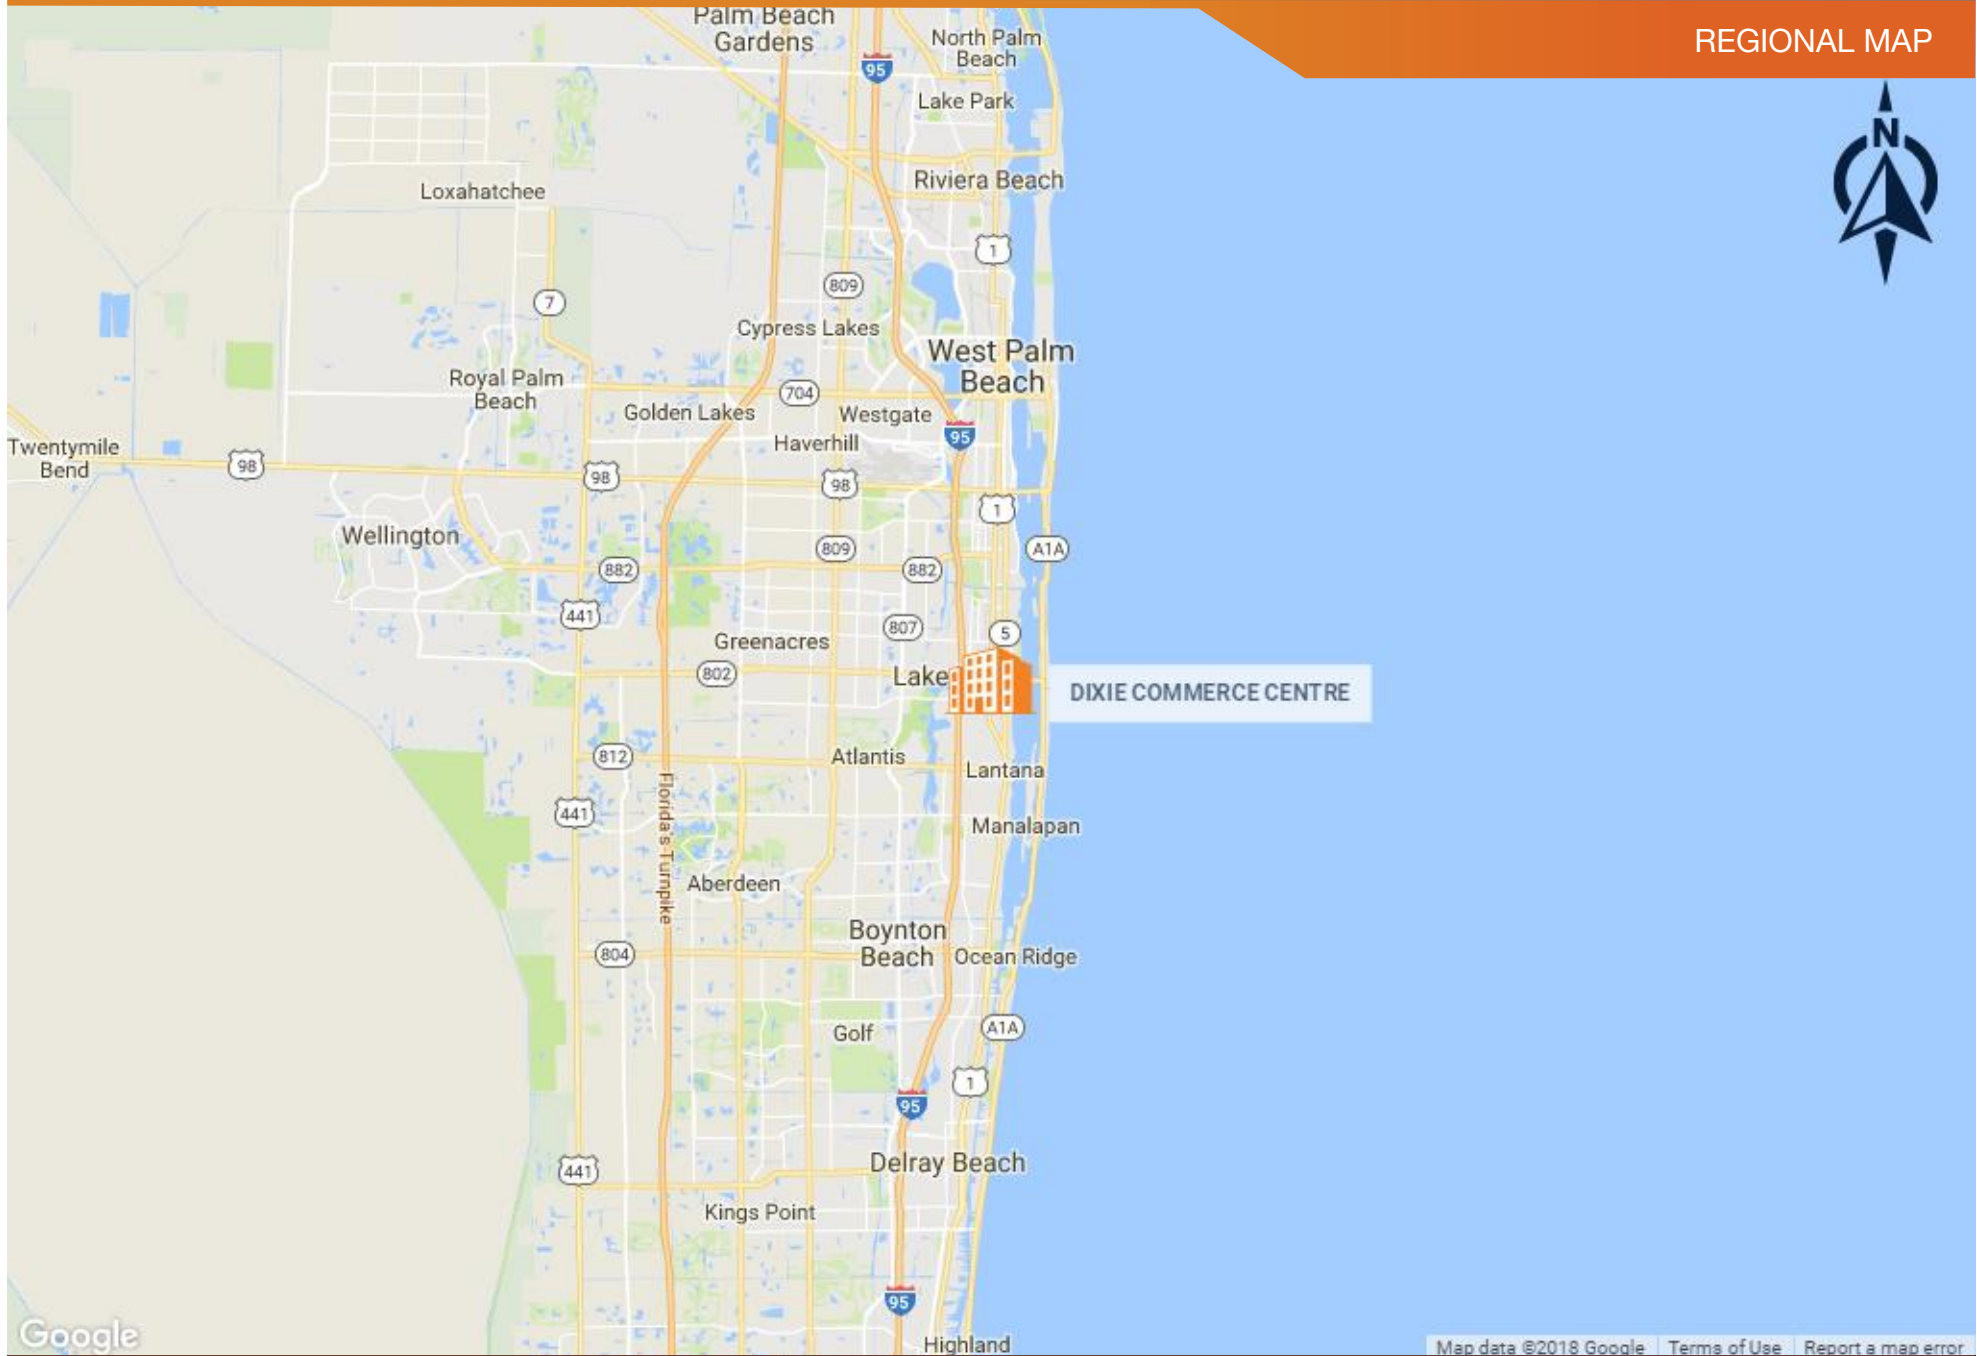 REGIONAL MAP
Palm Beach
Gardens
95
North Palm
Beach
Lake Park
N
Riviera Beach
Loxahatchee
1
809
7
Cypress Lakes
West Palm
Beach
Royal Palm
Beach
704
Golden Lakes
Westgate
Haverhill
95
Twentymile
Bend
98
98
98
1
Wellington
809
A1A
882
882
441
807
5
Greenacres
802
Lake
DIXIE COMMERCE CENTRE
812
Atlantis
Lantana
441
Florida's Turnpike
Manalapan
Aberdeen
Boynton
Beach
804
Ocean Ridge
Golf
A1A
1
95
441
Delray Beach
Kings Point
95
Highland
Google
Map data ©2018 Google
Terms of Use
Report a map error